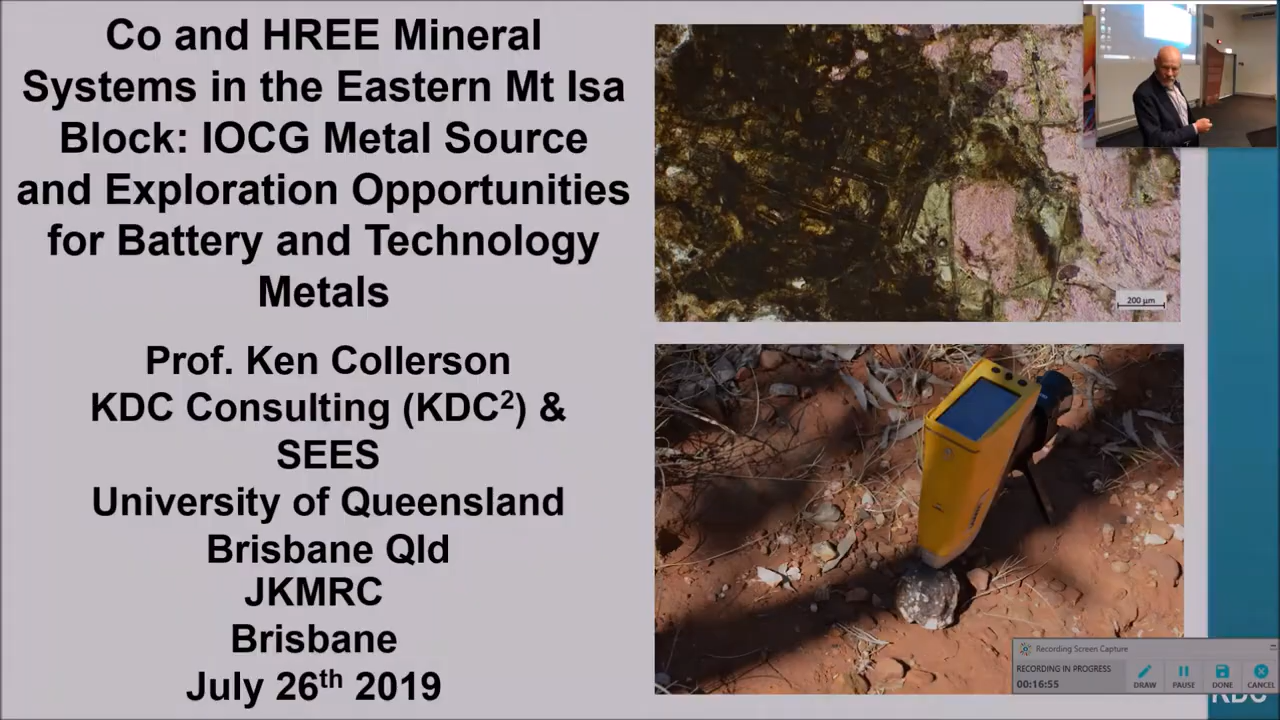 Co and HREE Mineral
Systems in the Eastern Mt Isa
Block: IOCG Metal Source
and Exploration Opportunities
for Battery and Technology
Metals
Prof. Ken Collerson
KDC Consulting (KDC²) &
SEES
University of Queensland
Brisbane Qld
JKMRC
Brisbane
July 26th 2019
200 µm
Recording Screen Capture
RECORDING IN PROGRESS
00:16:55
DRAW
PAUSE
DONE
CANCEL
KDC